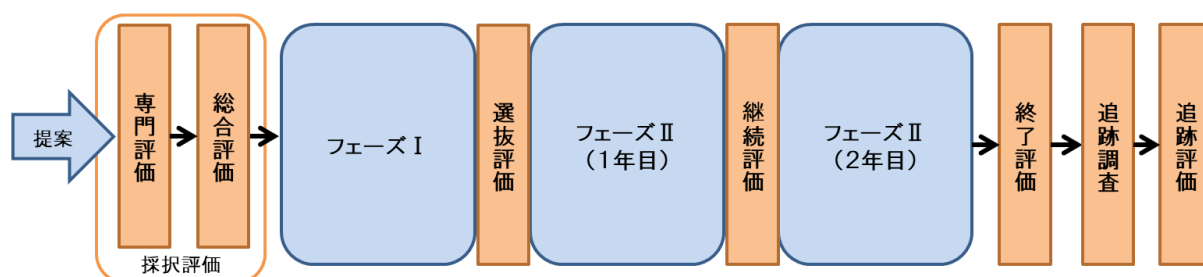 提案
専門評価
総合評価
採択評価
フェーズⅠ
選抜評価
フェーズⅡ
（1年目）
継続評価
フェーズⅡ
（2年目）
終了評価
追跡調査
追跡評価